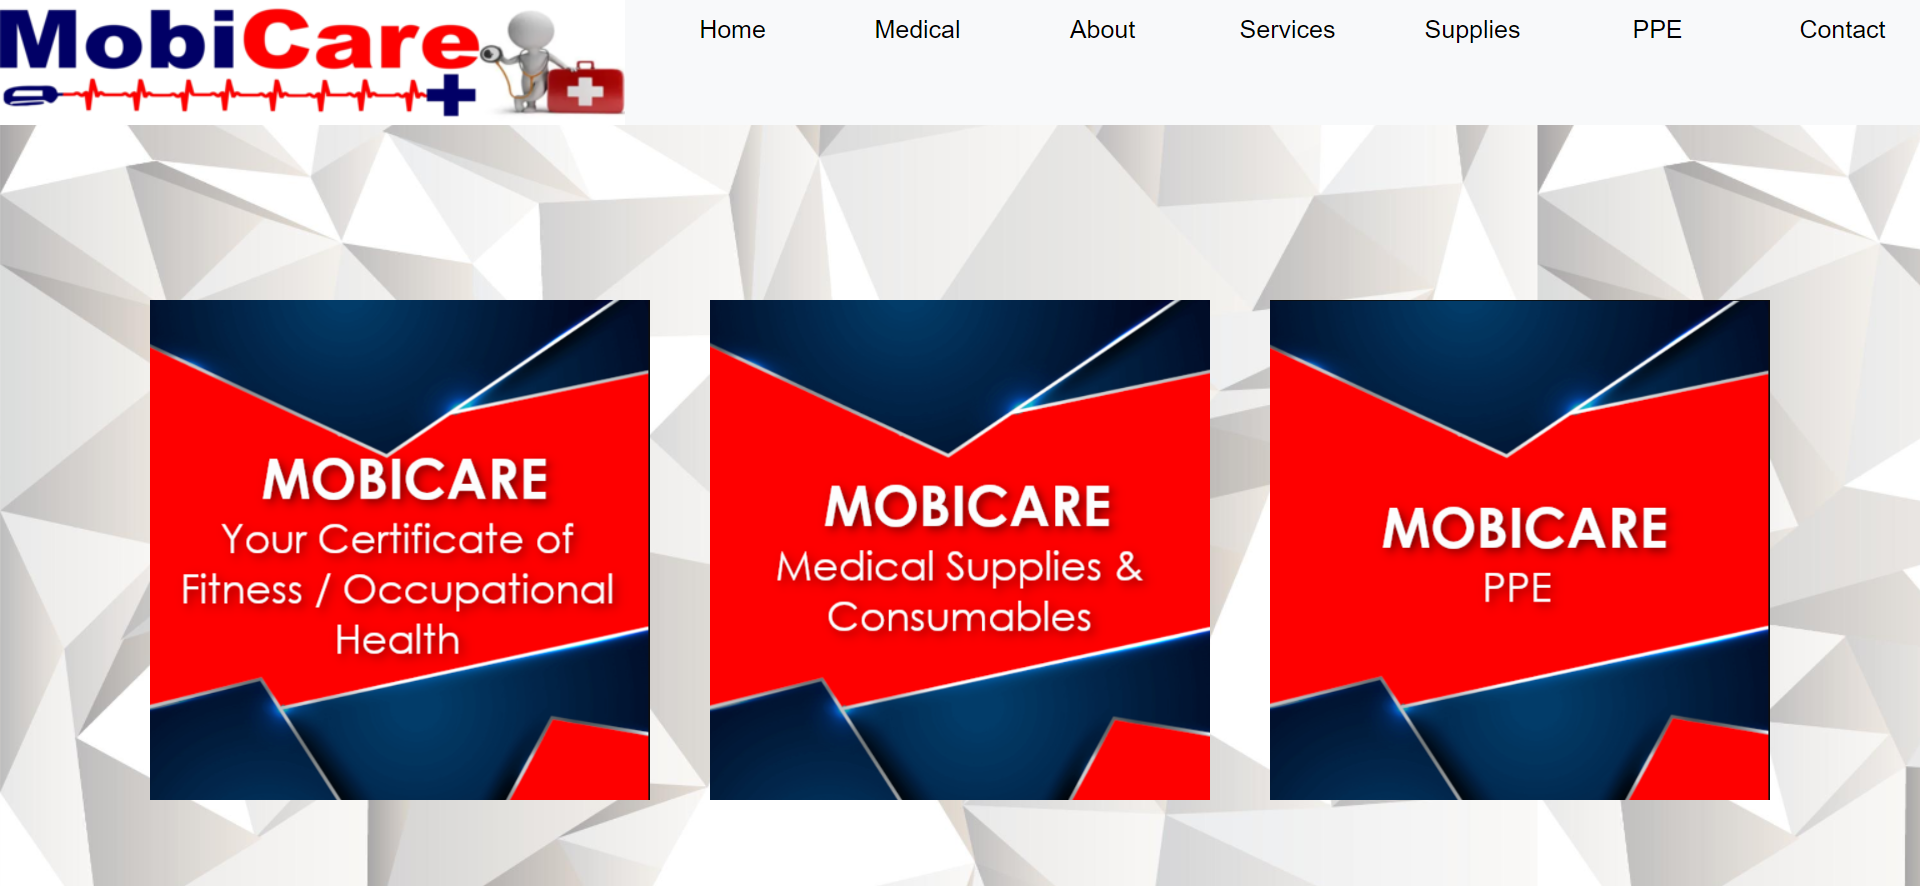 MobiCare
Home Medical About Services Supplies PPE Contact
MOBICARE
Your Certificate of
Fitness / Occupational
Health
MOBICARE
Medical Supplies &
Consumables
MOBICARE
PPE